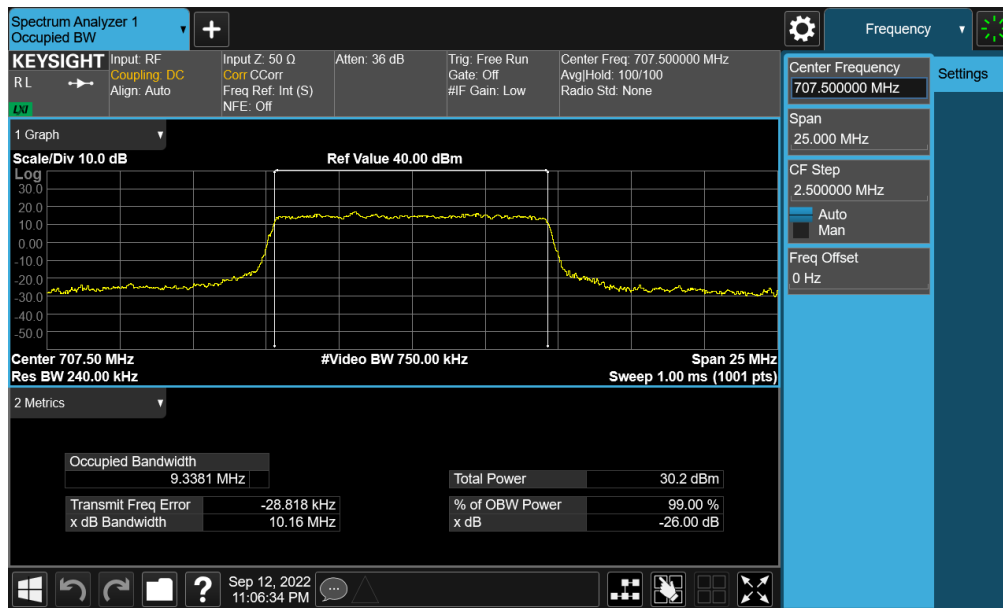 Spectrum Analyzer 1
Occupied BW
+
Frequency
KEYSIGHT
R L
LXI
Input: RF
Coupling: DC
Align: Auto
Input Z: 50 Ω
Corr CCorr
Freq Ref: Int (S)
NFE: Off
Atten: 36 dB
Trig: Free Run
Gate: Off
#IF Gain: Low
Center Freq: 707.500000 MHz
Avg|Hold: 100/100
Radio Std: None
Center Frequency
707.500000 MHz
Settings
Span
25.000 MHz
CF Step
2.500000 MHz
Auto
Man
Freq Offset
0 Hz
1 Graph
Scale/Div 10.0 dB
Ref Value 40.00 dBm
Log
30.0
20.0
10.0
0.00
-10.0
-20.0
-30.0
-40.0
-50.0
Center 707.50 MHz
#Video BW 750.00 kHz
Span 25 MHz
Res BW 240.00 kHz
Sweep 1.00 ms (1001 pts)
2 Metrics
Occupied Bandwidth
9.3381 MHz
Total Power 30.2 dBm
Transmit Freq Error -28.818 kHz
% of OBW Power 99.00 %
x dB Bandwidth 10.16 MHz
x dB -26.00 dB
?
Sep 12, 2022
11:06:34 PM